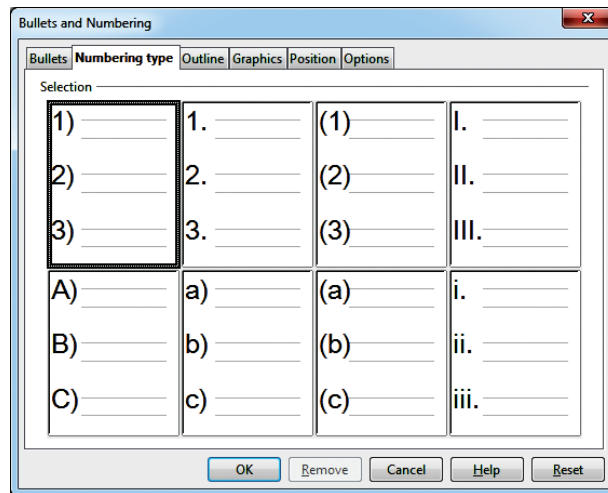 Bullets and Numbering
Bullets Numbering type Outline Graphics Position Options
Selection
1) 1. (1) I.
2) 2. (2) II.
3) 3. (3) III.
A) a) (a) i.
B) b) (b) ii.
C) c) (c) iii.
OK Remove Cancel Help Reset